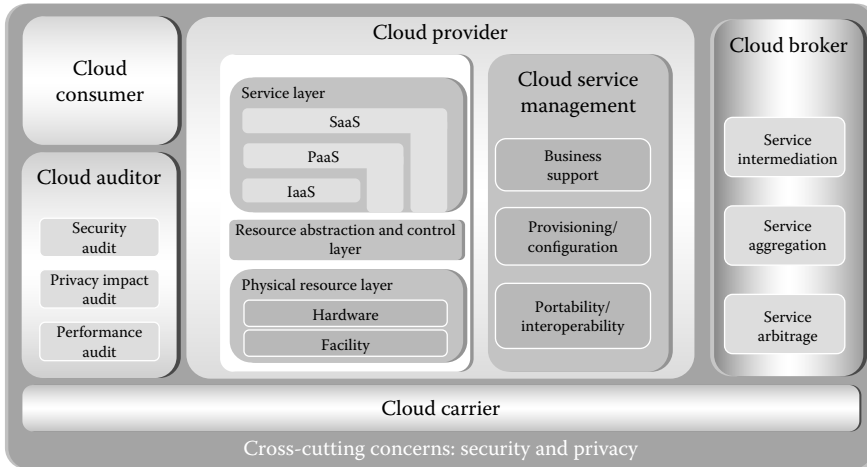 Cloud
consumer
Cloud auditor
Security
audit
Privacy impact
audit
Performance
audit
Cloud provider
Service layer
SaaS
PaaS
IaaS
Resource abstraction and control
layer
Physical resource layer
Hardware
Facility
Cloud service
management
Business
support
Provisioning/
configuration
Portability/
interoperability
Cloud broker
Service
intermediation
Service
aggregation
Service
arbitrage
Cloud carrier
Cross-cutting concerns: security and privacy